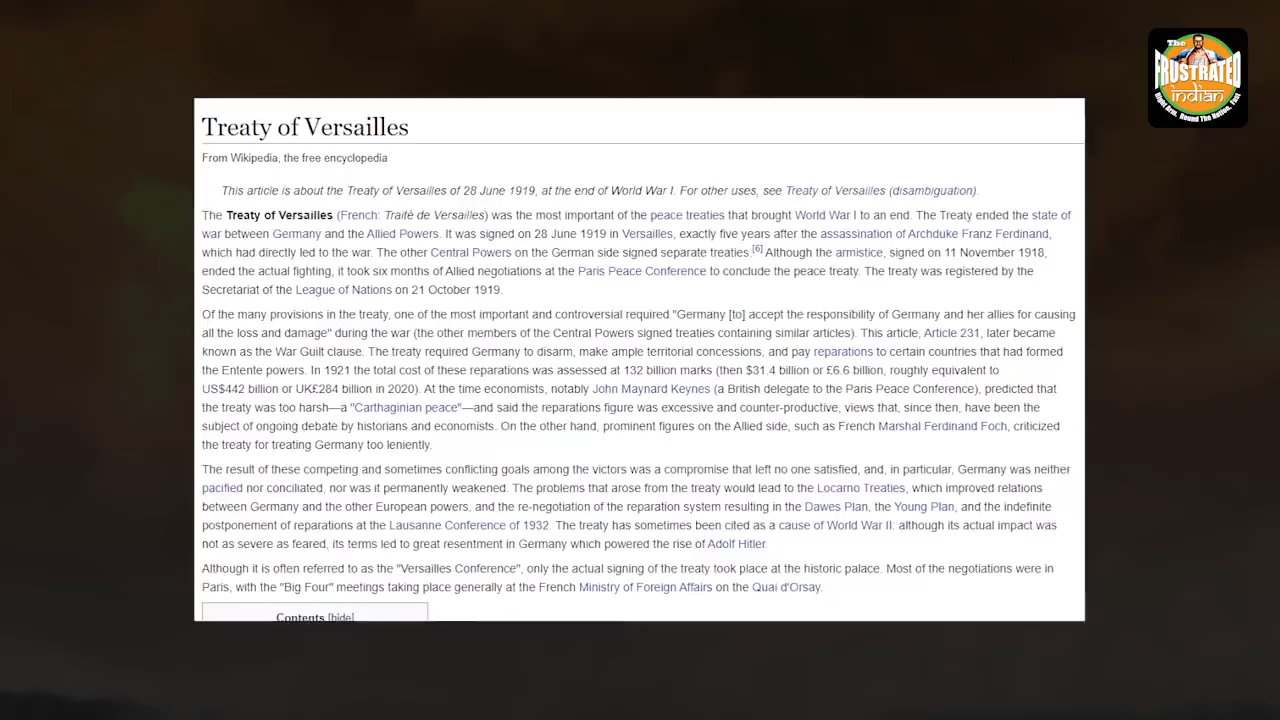 The
FRUSTRATED
indian
Right Arm. Round The Nation. Fast
Treaty of Versailles
From Wikipedia, the free encyclopedia
This article is about the Treaty of Versailles of 28 June 1919, at the end of World War I. For other uses, see Treaty of Versailles (disambiguation).
The Treaty of Versailles (French: Traité de Versailles) was the most important of the peace treaties that brought World War I to an end. The Treaty ended the state of
war between Germany and the Allied Powers. It was signed on 28 June 1919 in Versailles, exactly five years after the assassination of Archduke Franz Ferdinand,
which had directly led to the war. The other Central Powers on the German side signed separate treaties.[6] Although the armistice, signed on 11 November 1918,
ended the actual fighting, it took six months of Allied negotiations at the Paris Peace Conference to conclude the peace treaty. The treaty was registered by the
Secretariat of the League of Nations on 21 October 1919.
Of the many provisions in the treaty, one of the most important and controversial required "Germany [to] accept the responsibility of Germany and her allies for causing
all the loss and damage" during the war (the other members of the Central Powers signed treaties containing similar articles). This article, Article 231, later became
known as the War Guilt clause. The treaty required Germany to disarm, make ample territorial concessions, and pay reparations to certain countries that had formed
the Entente powers. In 1921 the total cost of these reparations was assessed at 132 billion marks (then $31.4 billion or £6.6 billion, roughly equivalent to
US$442 billion or UK£284 billion in 2020). At the time economists, notably John Maynard Keynes (a British delegate to the Paris Peace Conference), predicted that
the treaty was too harsh—a "Carthaginian peace"—and said the reparations figure was excessive and counter-productive, views that, since then, have been the
subject of ongoing debate by historians and economists. On the other hand, prominent figures on the Allied side, such as French Marshal Ferdinand Foch, criticized
the treaty for treating Germany too leniently.
The result of these competing and sometimes conflicting goals among the victors was a compromise that left no one satisfied, and, in particular, Germany was neither
pacified nor conciliated, nor was it permanently weakened. The problems that arose from the treaty would lead to the Locarno Treaties, which improved relations
between Germany and the other European powers, and the re-negotiation of the reparation system resulting in the Dawes Plan, the Young Plan, and the indefinite
postponement of reparations at the Lausanne Conference of 1932. The treaty has sometimes been cited as a cause of World War II: although its actual impact was
not as severe as feared, its terms led to great resentment in Germany which powered the rise of Adolf Hitler.
Although it is often referred to as the "Versailles Conference", only the actual signing of the treaty took place at the historic palace. Most of the negotiations were in
Paris, with the "Big Four" meetings taking place generally at the French Ministry of Foreign Affairs on the Quai d'Orsay.
Contents [hide]